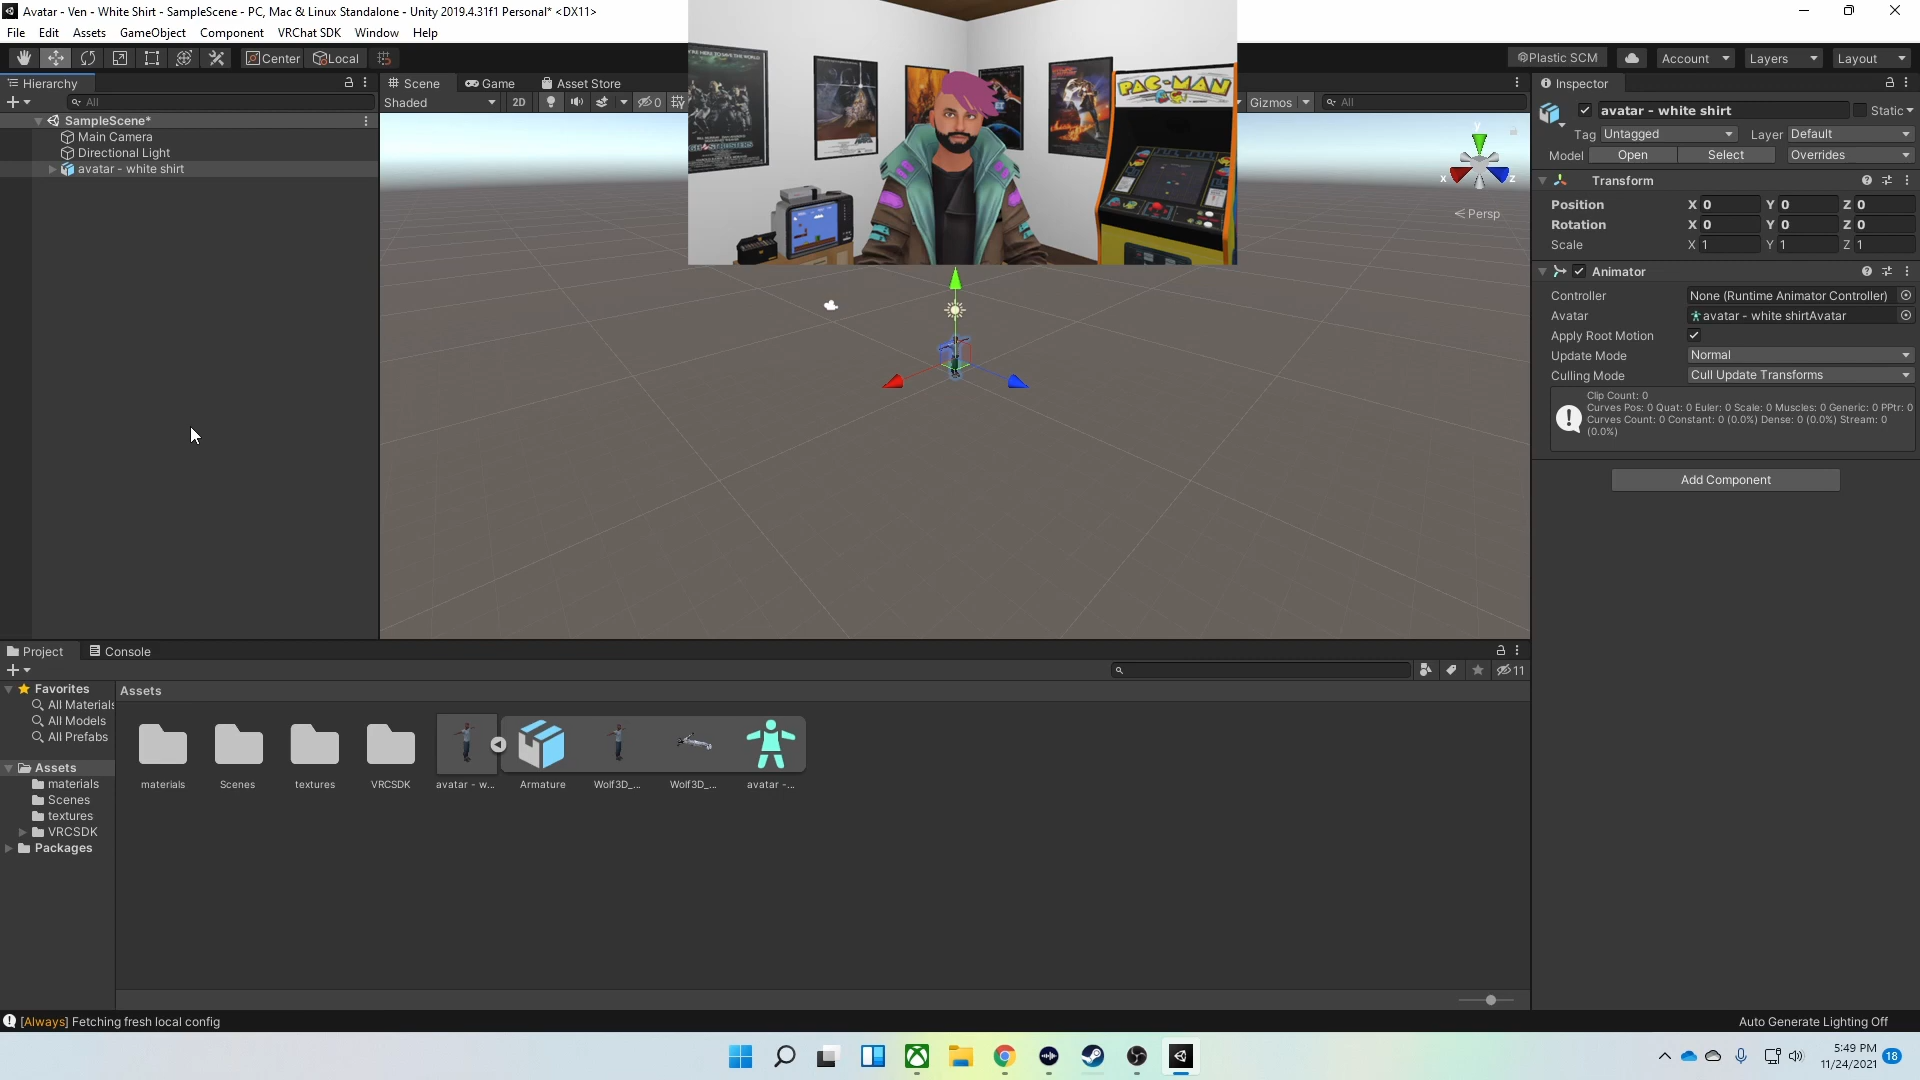 Avatar - Ven - White Shirt - SampleScene - PC, Mac & Linux Standalone - Unity 2019.4.31f1 Personal* <DX11>
File Edit Assets GameObject Component VRChat SDK Window Help
Center Local
Plastic SCM Account Layers Layout
Hierarchy
All
SampleScene*
Main Camera
Directional Light
avatar - white shirt
Scene Game Asset Store
Shaded 2D 0 Gizmos All
GHOSTBUSTERS
PAC-MAN
y
x z
Persp
Inspector
avatar - white shirt Static
Tag Untagged Layer Default
Model Open Select Overrides
Transform
Position X 0 Y 0 Z 0
Rotation X 0 Y 0 Z 0
Scale X 1 Y 1 Z 1
Animator
Controller None (Runtime Animator Controller)
Avatar avatar - white shirtAvatar
Apply Root Motion
Update Mode Normal
Culling Mode Cull Update Transforms
Clip Count: 0
Curves Pos: 0 Quat: 0 Euler: 0 Scale: 0 Muscles: 0 Generic: 0 PPtr: 0
Curves Count: 0 Constant: 0 (0.0%) Dense: 0 (0.0%) Stream: 0
(0.0%)
Add Component
Project Console
11
Favorites
All Materials
All Models
All Prefabs
Assets
materials
Scenes
textures
VRCSDK
Packages
Assets
materials Scenes textures VRCSDK avatar - w... Armature Wolf3D_... Wolf3D_... avatar -...
[Always] Fetching fresh local config
Auto Generate Lighting Off
5:49 PM
11/24/2021
18